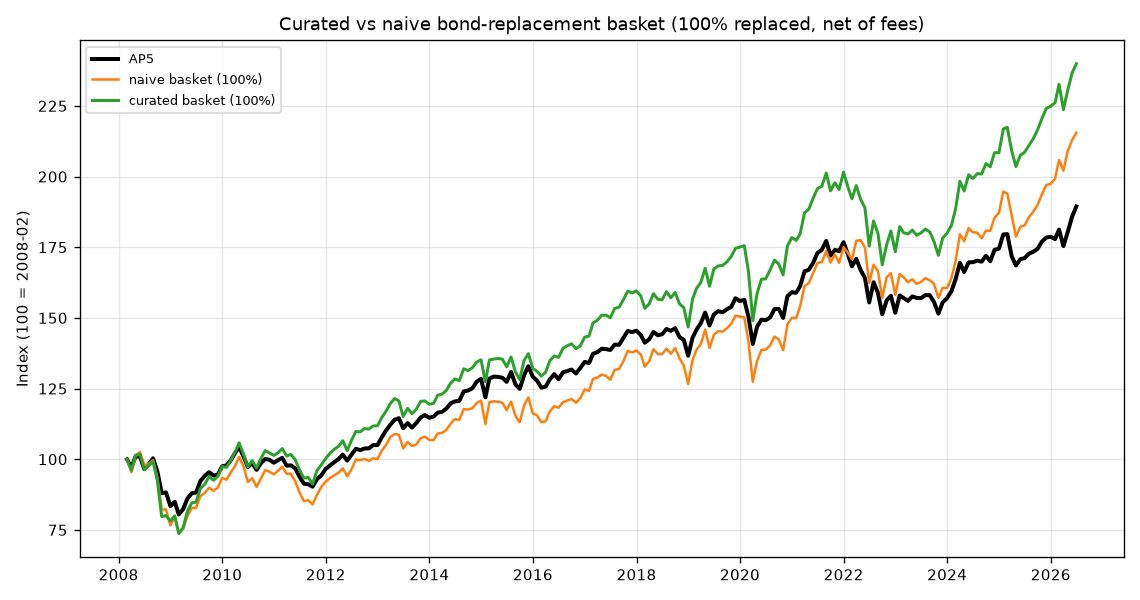 Curated vs naive bond-replacement basket (100% replaced, net of fees)
AP5
naive basket (100%)
curated basket (100%)
Index (100 = 2008-02)
225
200
175
150
125
100
75
2008 2010 2012 2014 2016 2018 2020 2022 2024 2026